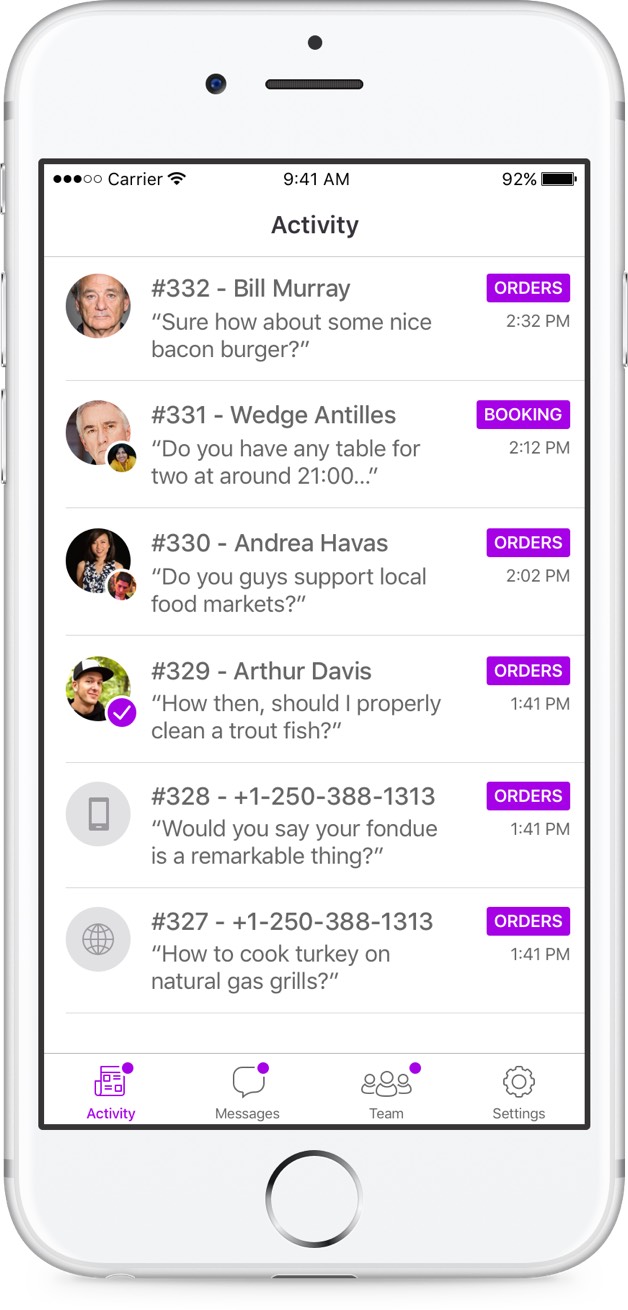 Carrier 9:41 AM 92%
Activity
#332 - Bill Murray ORDERS
“Sure how about some nice 2:32 PM
bacon burger?”
#331 - Wedge Antilles BOOKING
“Do you have any table for 2:12 PM
two at around 21:00...”
#330 - Andrea Havas ORDERS
“Do you guys support local 2:02 PM
food markets?”
#329 - Arthur Davis ORDERS
“How then, should I properly 1:41 PM
clean a trout fish?”
#328 - +1-250-388-1313 ORDERS
“Would you say your fondue 1:41 PM
is a remarkable thing?”
#327 - +1-250-388-1313 ORDERS
“How to cook turkey on 1:41 PM
natural gas grills?”
Activity Messages Team Settings